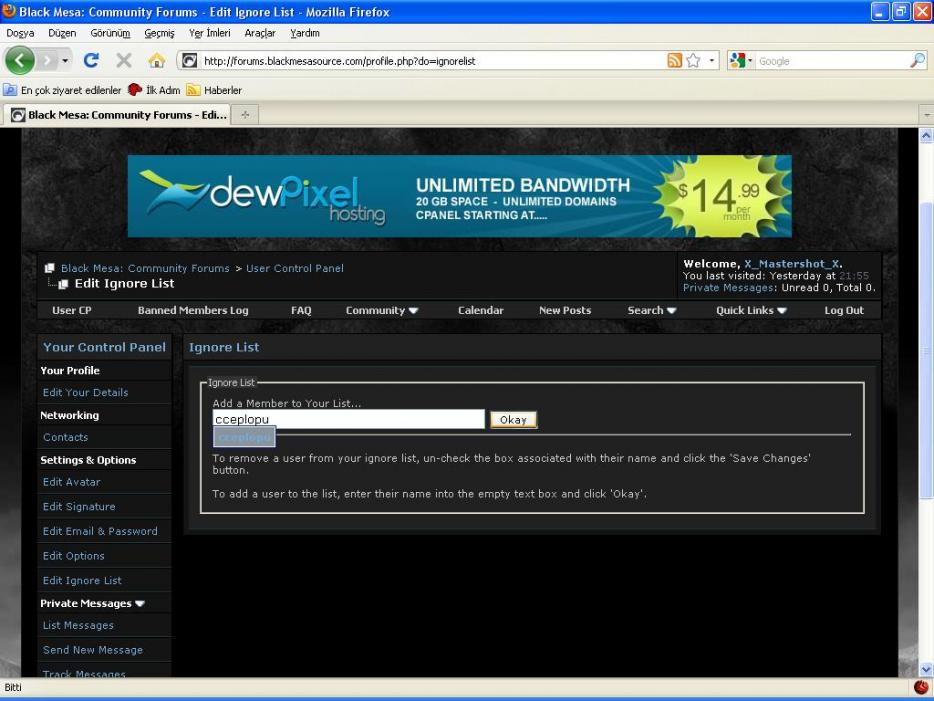 Black Mesa: Community Forums - Edit Ignore List - Mozilla Firefox
Dosya Düzen Görünüm Geçmiş Yer İmleri Araçlar Yardım
http://forums.blackmesasource.com/profile.php?do=ignorelist
Google
En çok ziyaret edilenler İlk Adım Haberler
Black Mesa: Community Forums - Edi...
dewPixel hosting
UNLIMITED BANDWIDTH
20 GB SPACE - UNLIMITED DOMAINS
CPANEL STARTING AT.....
$14.99 per month
Black Mesa: Community Forums > User Control Panel
Edit Ignore List
Welcome, X_Mastershot_X.
You last visited: Yesterday at 21:55
Private Messages: Unread 0, Total 0.
User CP Banned Members Log FAQ Community Calendar New Posts Search Quick Links Log Out
Your Control Panel
Your Profile
Edit Your Details
Networking
Contacts
Settings & Options
Edit Avatar
Edit Signature
Edit Email & Password
Edit Options
Edit Ignore List
Private Messages
List Messages
Send New Message
Track Messages
Ignore List
Ignore List
Add a Member to Your List...
cceplopu
Okay
cceplopu
To remove a user from your ignore list, un-check the box associated with their name and click the 'Save Changes'
button.
To add a user to the list, enter their name into the empty text box and click 'Okay'.
Bitti